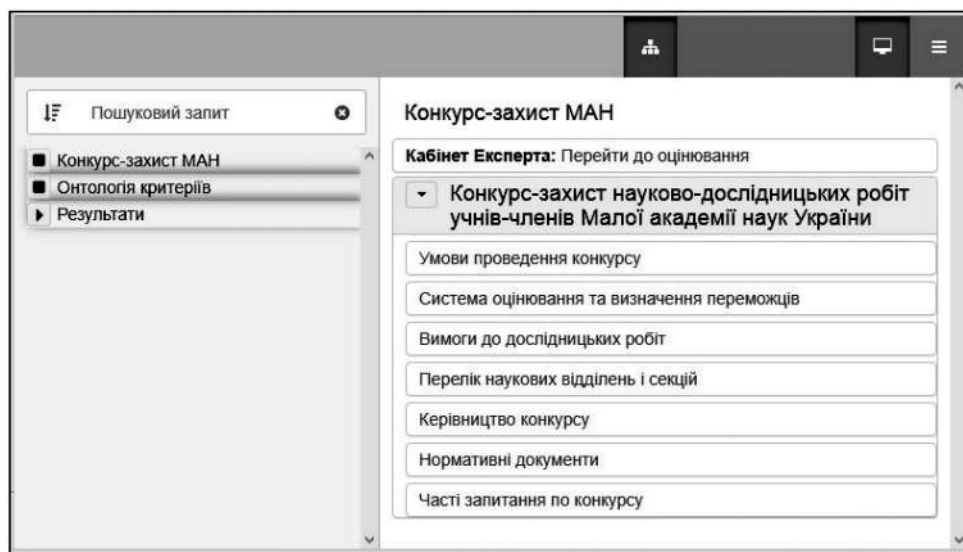 Пошуковий запит
Конкурс-захист МАН
Онтологія критеріїв
Результати
Конкурс-захист МАН
Кабінет Експерта: Перейти до оцінювання
Конкурс-захист науково-дослідницьких робіт
учнів-членів Малої академії наук України
Умови проведення конкурсу
Система оцінювання та визначення переможців
Вимоги до дослідницьких робіт
Перелік наукових відділень і секцій
Керівництво конкурсу
Нормативні документи
Часті запитання по конкурсу